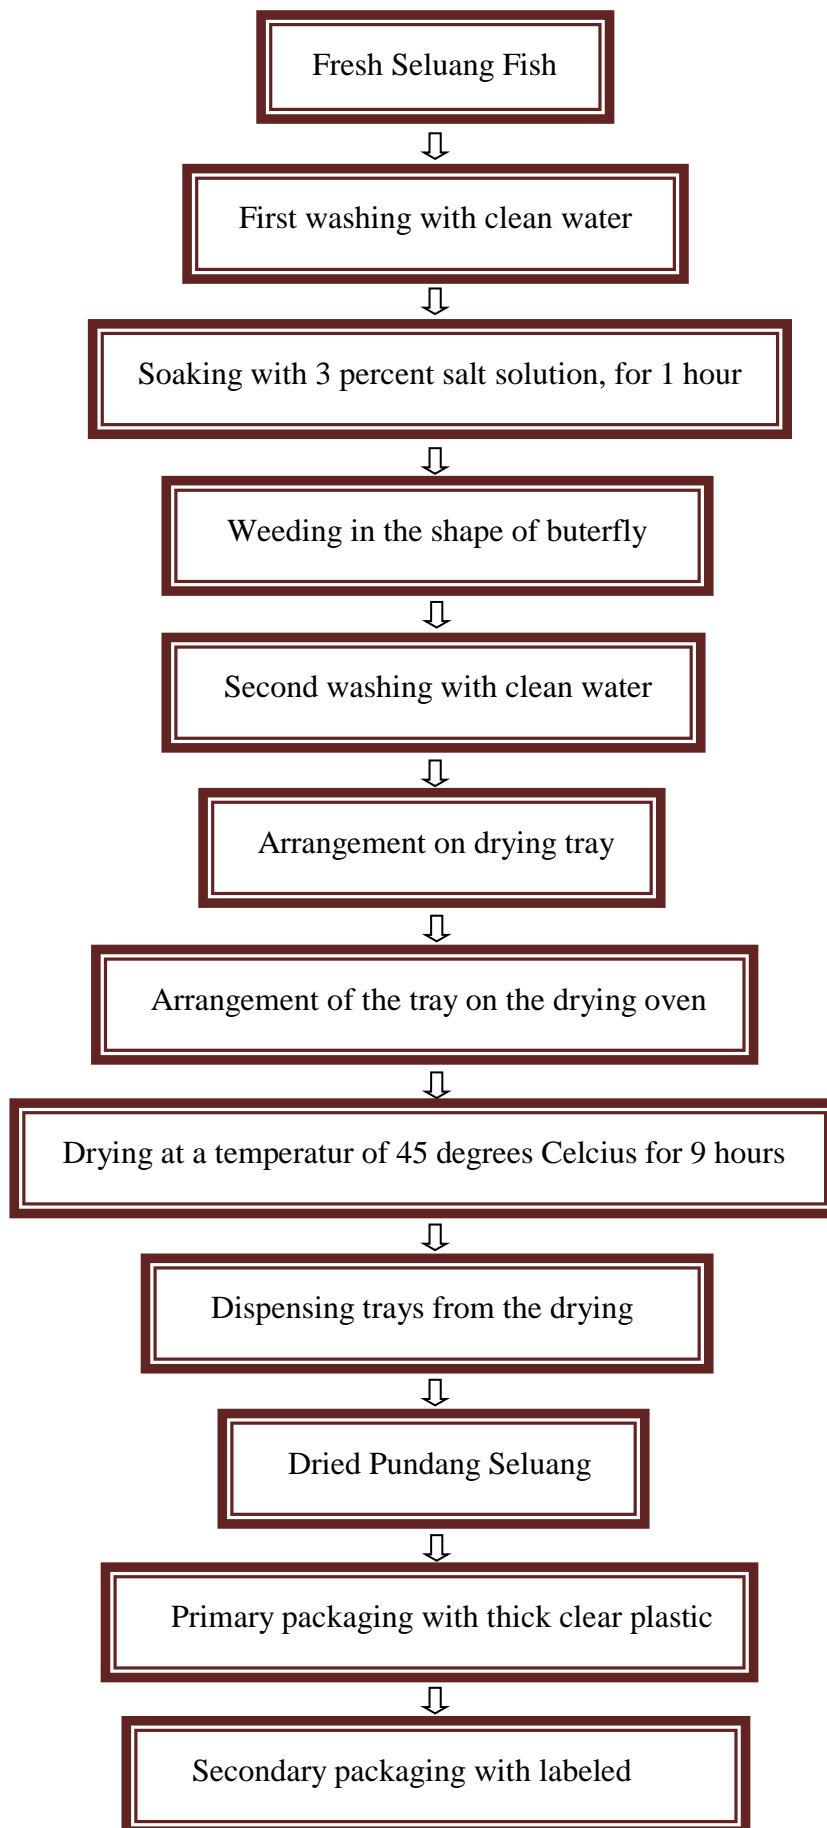 Fresh Seluang Fish
First washing with clean water
Soaking with 3 percent salt solution, for 1 hour
Weeding in the shape of buterfly
Second washing with clean water
Arrangement on drying tray
Arrangement of the tray on the drying oven
Drying at a temperatur of 45 degrees Celcius for 9 hours
Dispensing trays from the drying
Dried Pundang Seluang
Primary packaging with thick clear plastic
Secondary packaging with labeled